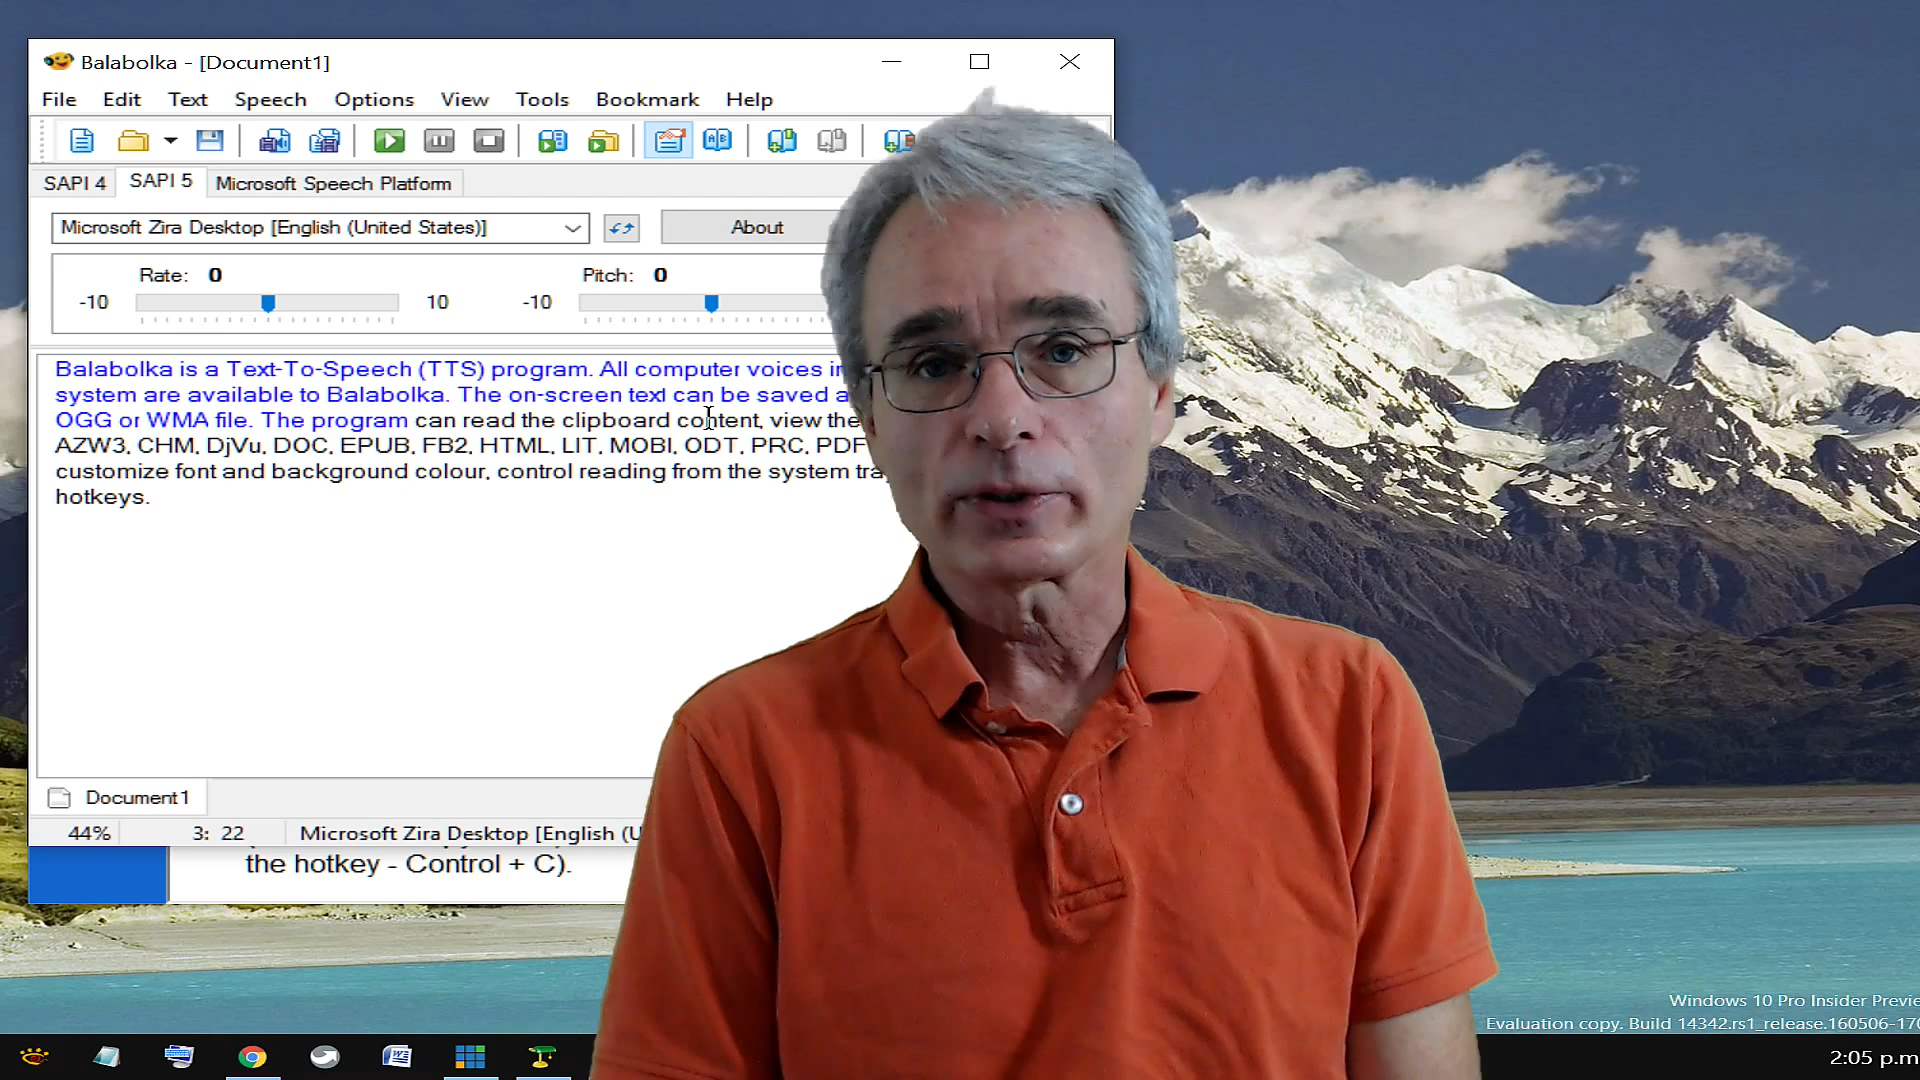 Balabolka - [Document1]
File Edit Text Speech Options View Tools Bookmark Help
SAPI 4 SAPI 5 Microsoft Speech Platform
Microsoft Zira Desktop [English (United States)] About
Rate: 0 Pitch: 0
-10 10 -10
Balabolka is a Text-To-Speech (TTS) program. All computer voices in
system are available to Balabolka. The on-screen text can be saved a
OGG or WMA file. The program can read the clipboard content, view the
AZW3, CHM, DjVu, DOC, EPUB, FB2, HTML, LIT, MOBI, ODT, PRC, PDF
customize font and background colour, control reading from the system tra
hotkeys.
Document1
44% 3: 22 Microsoft Zira Desktop [English (U
the hotkey - Control + C).
Windows 10 Pro Insider Previe
Evaluation copy. Build 14342.rs1_release.160506-170
2:05 p.m